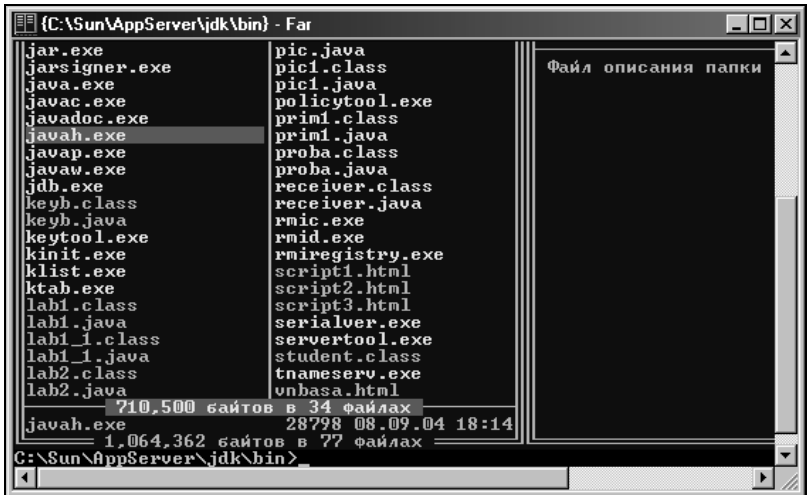 {C:\Sun\AppServer\jdk\bin} - Far
jar.exe
jarsigner.exe
java.exe
javac.exe
javadoc.exe
javah.exe
javap.exe
javaw.exe
jdb.exe
keyb.class
keyb.java
keytool.exe
kinit.exe
klist.exe
ktab.exe
lab1.class
lab1.java
lab1_1.class
lab1_1.java
lab2.class
lab2.java
pic.java
pic1.class
pic1.java
policytool.exe
prim1.class
prim1.java
proba.class
proba.java
receiver.class
receiver.java
rmic.exe
rmid.exe
rmiregistry.exe
script1.html
script2.html
script3.html
serialver.exe
servertool.exe
student.class
tnameserv.exe
vnbasa.html
Файл описания папки
710,500 байтов в 34 файлах
javah.exe 28798 08.09.04 18:14
1,064,362 байтов в 77 файлах
C:\Sun\AppServer\jdk\bin>_